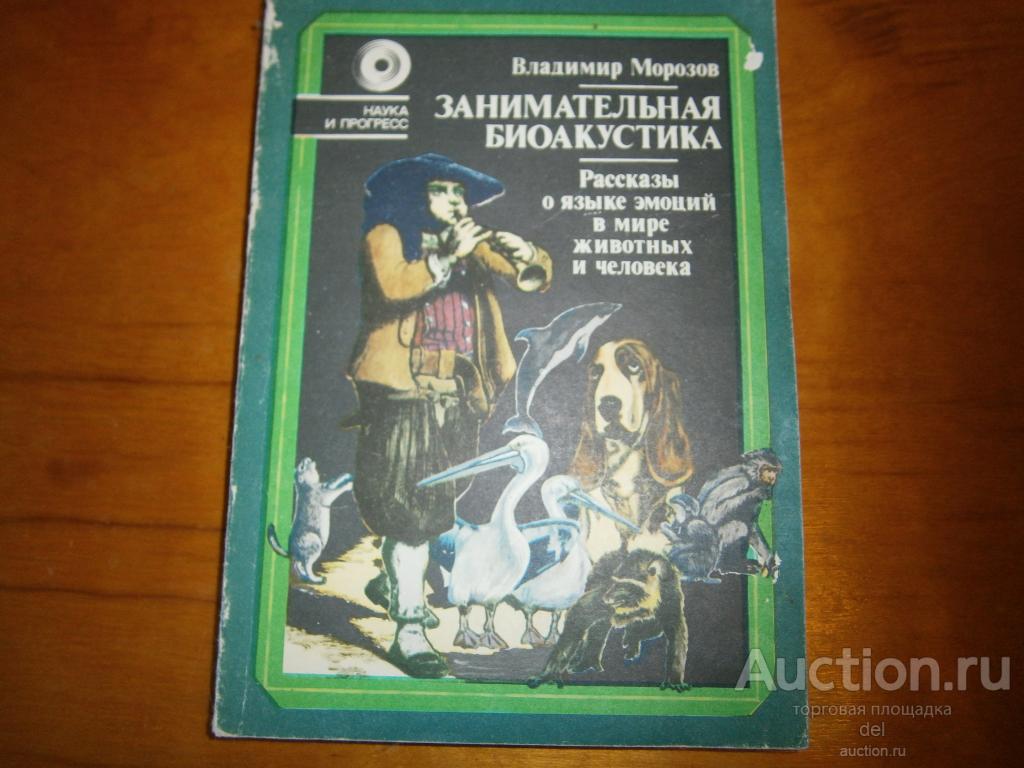 Владимир Морозов
НАУКА
И ПРОГРЕСС
ЗАНИМАТЕЛЬНАЯ
БИОАКУСТИКА
Рассказы
о языке эмоций
в мире
животных
и человека
Auction.ru
торговая площадка
del
auction.ru